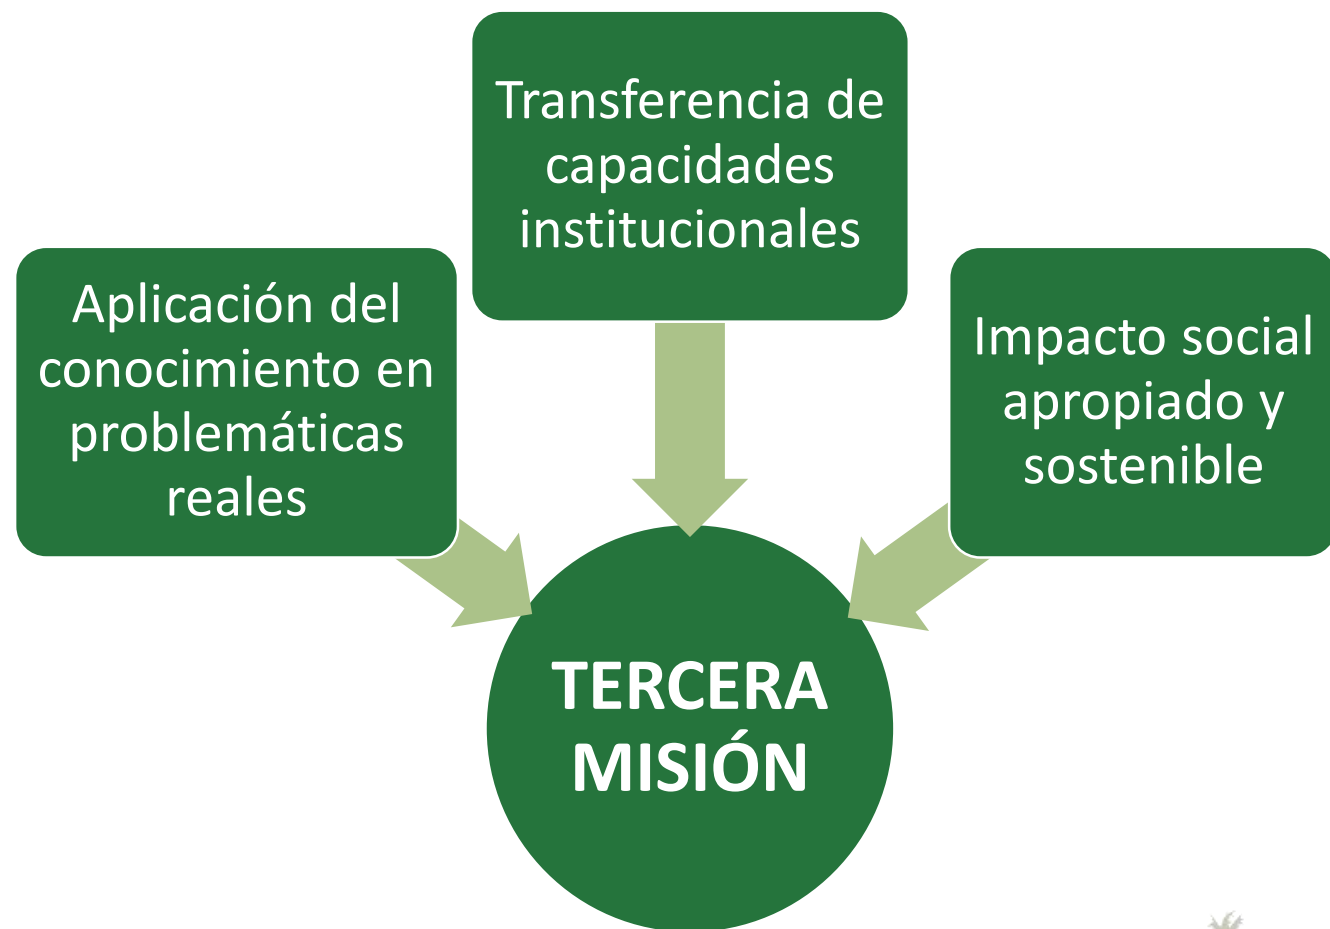 Transferencia de
capacidades
institucionales
Aplicación del
conocimiento en
problemáticas
reales
Impacto social
apropiado y
sostenible
TERCERA
MISIÓN